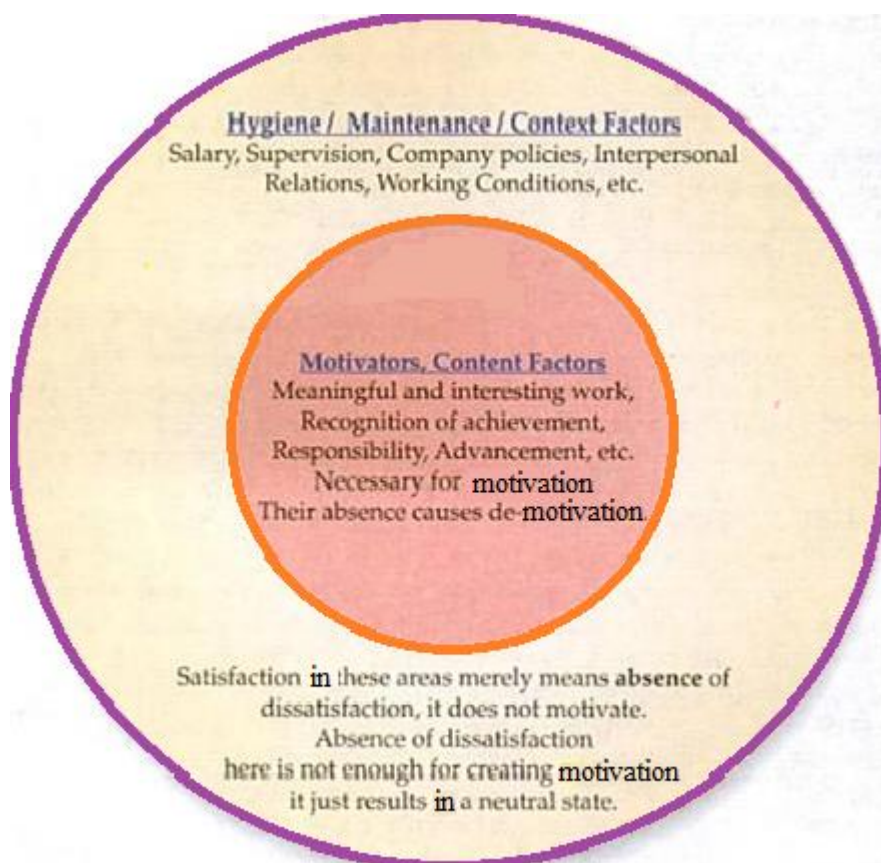 Hygiene / Maintenance / Context Factors
Salary, Supervision, Company policies, Interpersonal
Relations, Working Conditions, etc.
Motivators, Content Factors
Meaningful and interesting work,
Recognition of achievement,
Responsibility, Advancement, etc.
Necessary for motivation
Their absence causes de-motivation.
Satisfaction in these areas merely means absence of
dissatisfaction, it does not motivate.
Absence of dissatisfaction
here is not enough for creating motivation
it just results in a neutral state.